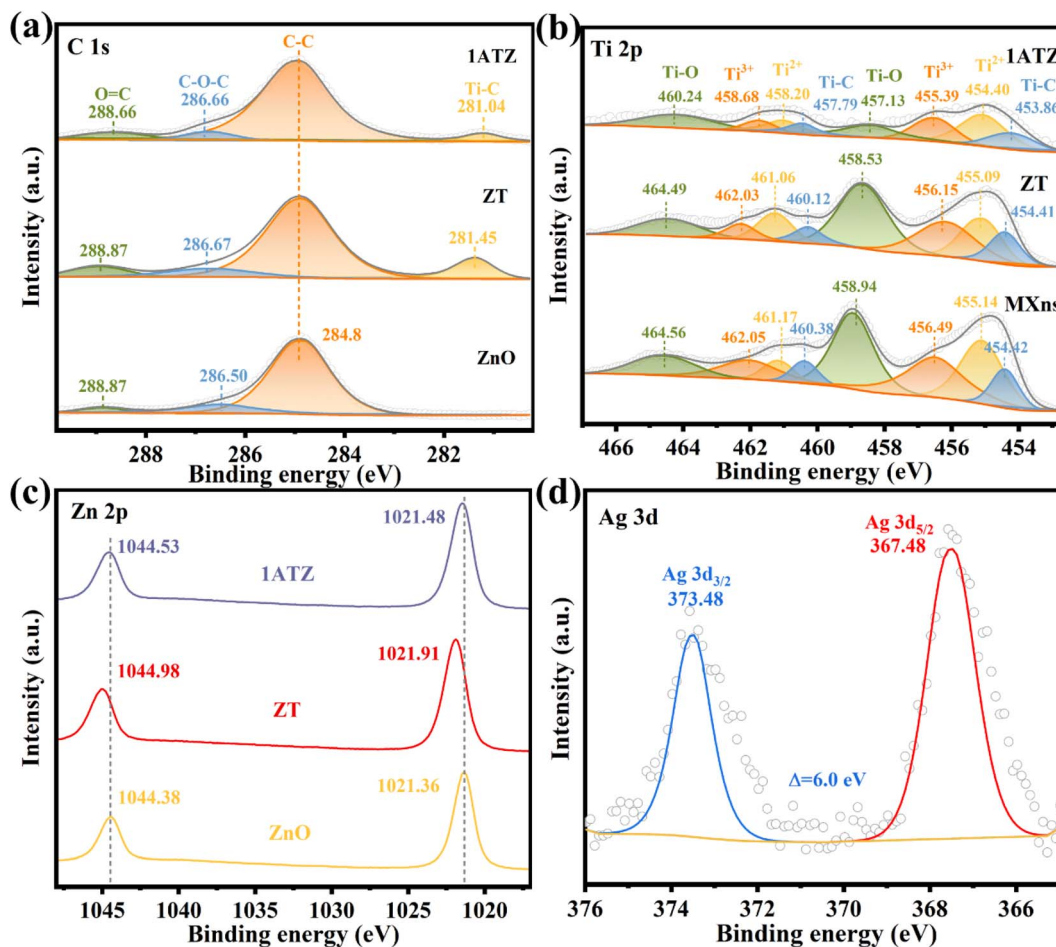 (a)
C 1s
C-C
1ATZ
O=C
288.66
C-O-C
286.66
Ti-C
281.04
ZT
288.87
286.67
281.45
284.8
ZnO
288.87
286.50
288 286 284 282
Binding energy (eV)
Intensity (a.u.)
(b)
Ti 2p
1ATZ
Ti-O Ti3+ Ti2+ Ti-C Ti-O Ti3+ Ti2+ Ti-C
460.24 458.68 458.20 457.79 457.13 455.39 454.40 453.86
ZT
464.49 462.03 461.06 460.12 458.53 456.15 455.09 454.41
MXns
464.56 462.05 461.17 460.38 458.94 456.49 455.14 454.42
466 464 462 460 458 456 454
Binding energy (eV)
Intensity (a.u.)
(c)
Zn 2p
1044.53
1021.48
1ATZ
1044.98
1021.91
ZT
1044.38
1021.36
ZnO
1045 1040 1035 1030 1025 1020
Binding energy (eV)
Intensity (a.u.)
(d)
Ag 3d
Ag 3d5/2
367.48
Ag 3d3/2
373.48
Δ=6.0 eV
376 374 372 370 368 366
Binding energy (eV)
Intensity (a.u.)